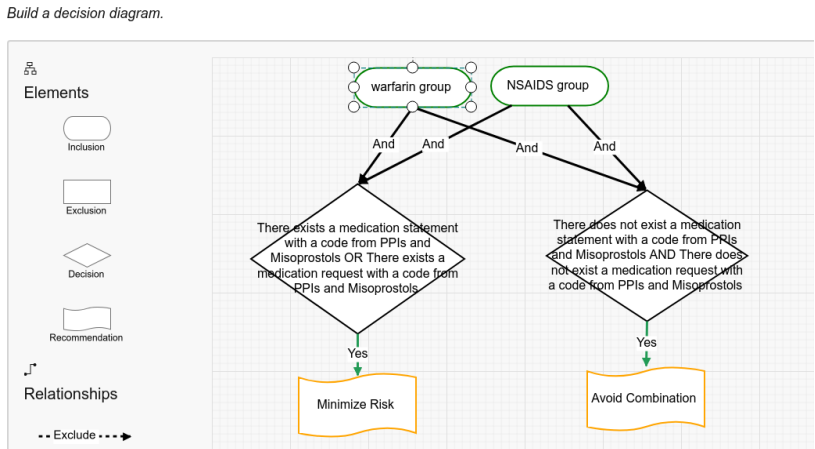 Build a decision diagram.
Elements
Inclusion
Exclusion
Decision
Recommendation
Relationships
Exclude
warfarin group
NSAIDS group
And
And
And
And
There exists a medication statement
with a code from PPIs and
Misoprostols OR There exists a
medication request with a code from
PPIs and Misoprostols
There does not exist a medication
statement with a code from PPIs
and Misoprostols AND There does
not exist a medication request with
a code from PPIs and Misoprostols
Yes
Yes
Minimize Risk
Avoid Combination